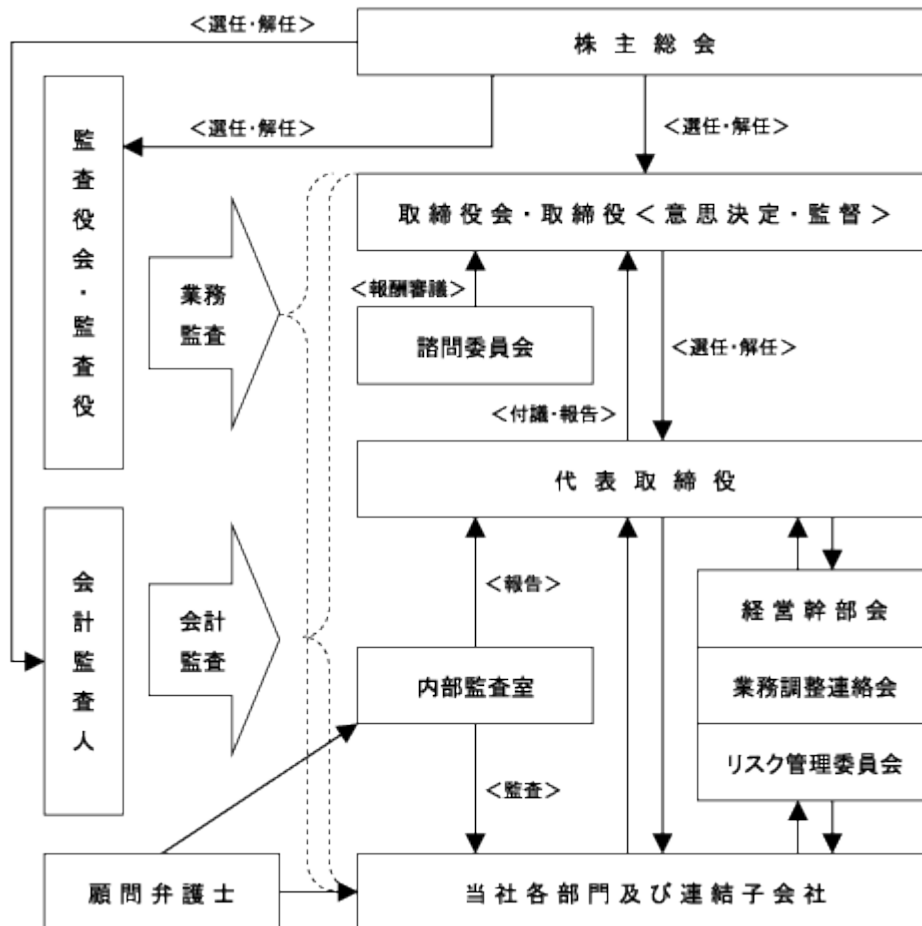 ＜選任・解任＞
株主総会
＜選任・解任＞
＜選任・解任＞
監査役会・監査役
取締役会・取締役＜意思決定・監督＞
業務
監査
＜報酬審議＞
諮問委員会
＜選任・解任＞
＜付議・報告＞
代表取締役
会計監査人
会計
監査
＜報告＞
経営幹部会
内部監査室
業務調整連絡会
リスク管理委員会
＜監査＞
顧問弁護士
当社各部門及び連結子会社